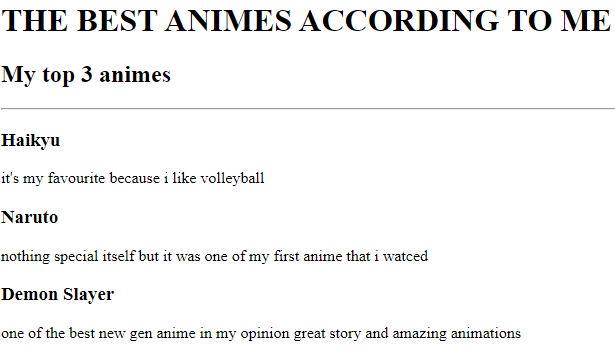 THE BEST ANIMES ACCORDING TO ME
My top 3 animes
Haikyu
it's my favourite because i like volleyball
Naruto
nothing special itself but it was one of my first anime that i watced
Demon Slayer
one of the best new gen anime in my opinion great story and amazing animations